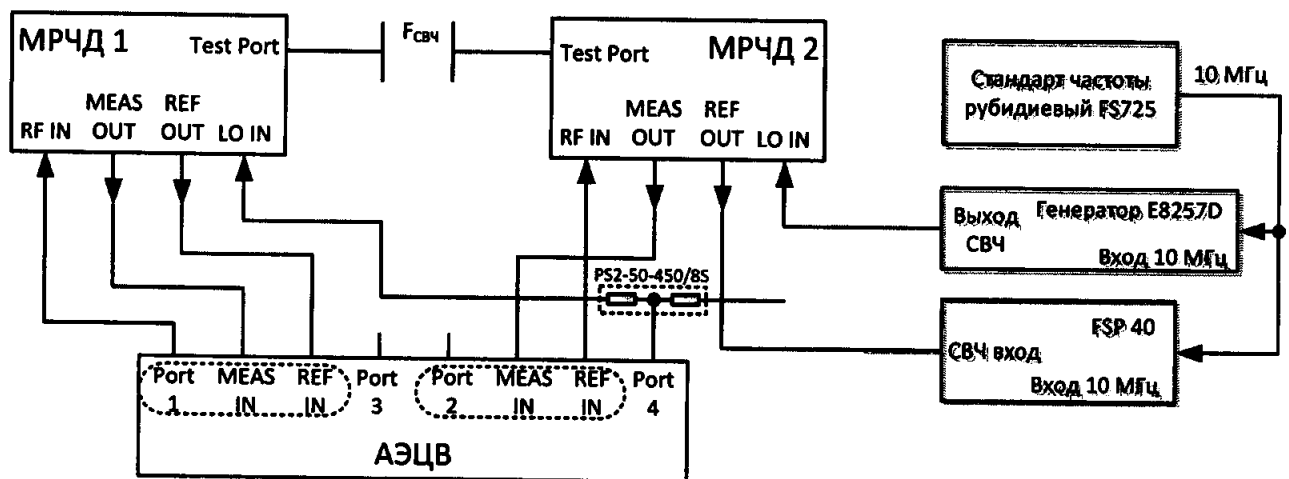 МРЧД 1
Test Port
MEAS REF
RF IN OUT OUT LO IN
FСВЧ
МРЧД 2
Test Port
MEAS REF
RF IN OUT OUT LO IN
Стандарт частоты
рубидиевый FS725
10 МГц
Выход
СВЧ
Генератор E8257D
Вход 10 МГц
PS2-50-450/8S
FSP 40
СВЧ вход
Вход 10 МГц
Port MEAS REF Port Port MEAS REF Port
1 IN IN 3 2 IN IN 4
АЭЦВ